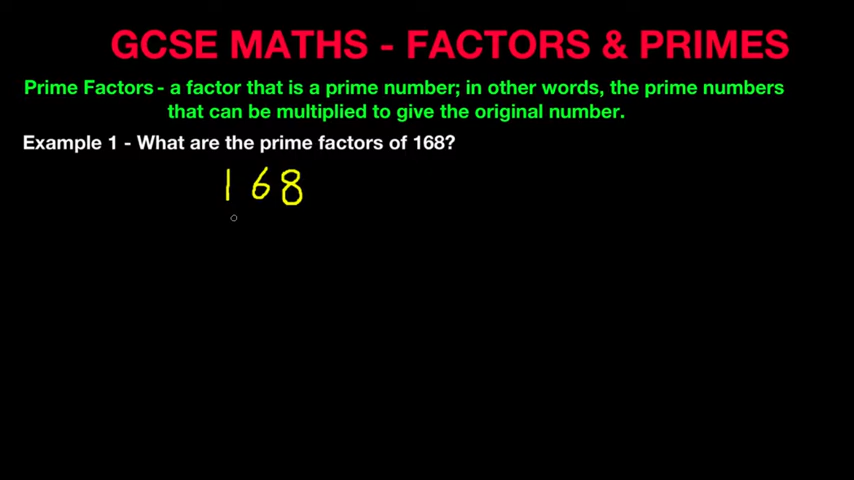 GCSE MATHS - FACTORS & PRIMES
Prime Factors - a factor that is a prime number; in other words, the prime numbers
that can be multiplied to give the original number.
Example 1 - What are the prime factors of 168?
168